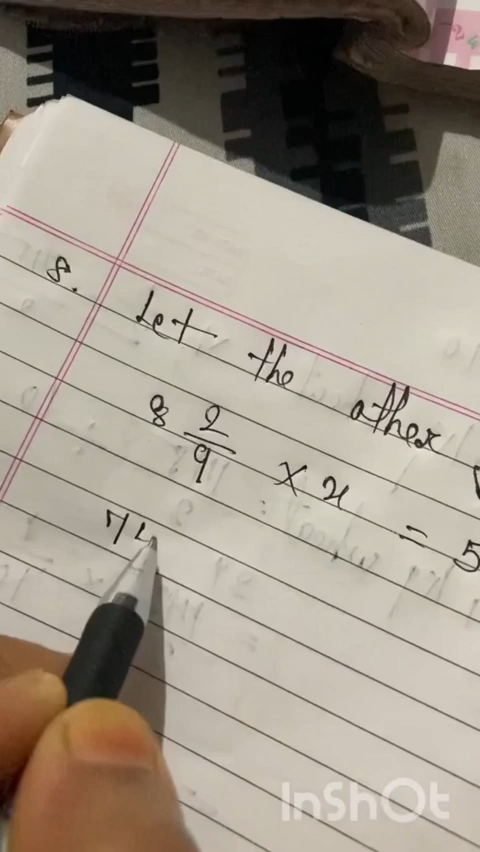 8. Let the other
8 2/9 × x = 5
74
InShOt